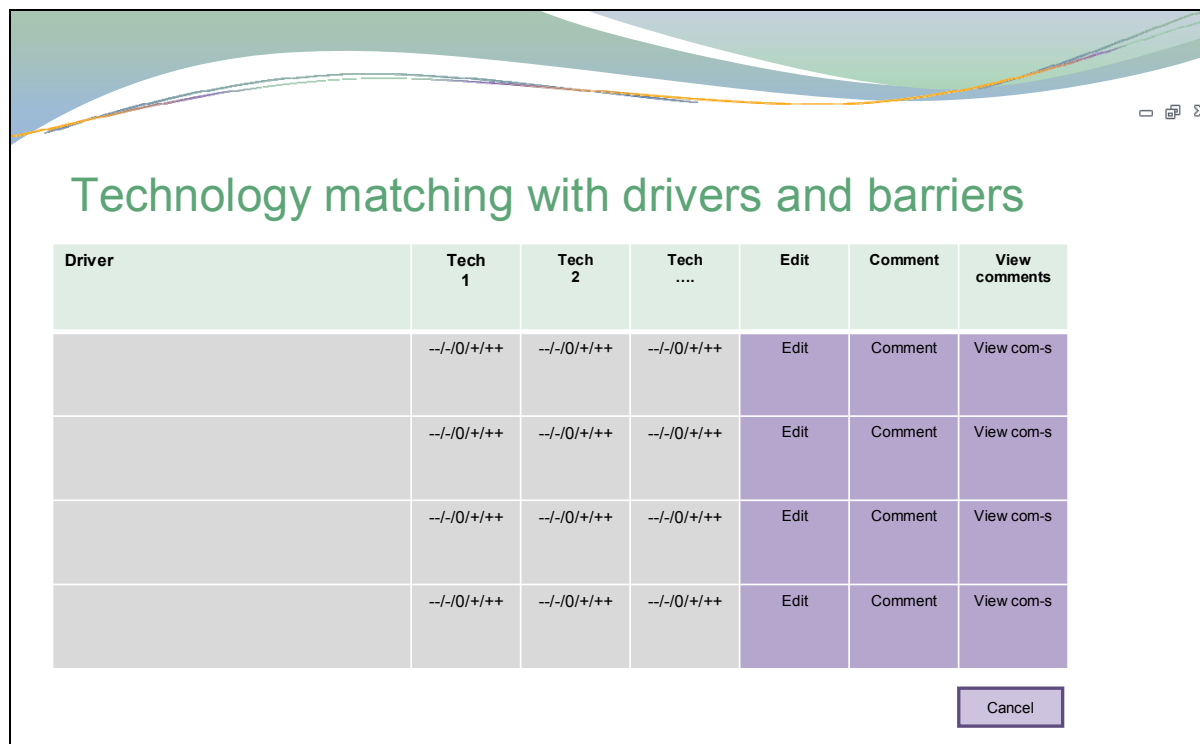 Technology matching with drivers and barriers
Driver Tech 1 Tech 2 Tech .... Edit Comment View comments
--/-/0/+/++ --/-/0/+/++ --/-/0/+/++ Edit Comment View com-s
--/-/0/+/++ --/-/0/+/++ --/-/0/+/++ Edit Comment View com-s
--/-/0/+/++ --/-/0/+/++ --/-/0/+/++ Edit Comment View com-s
--/-/0/+/++ --/-/0/+/++ --/-/0/+/++ Edit Comment View com-s
Cancel